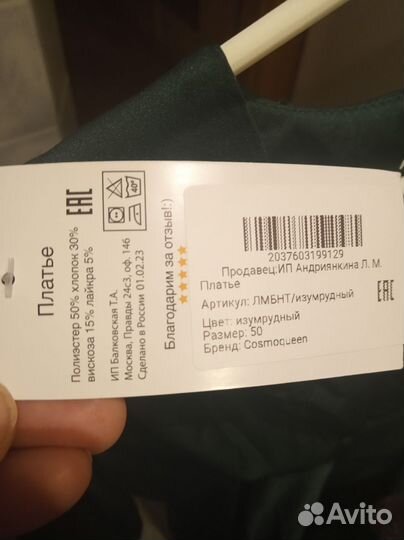 EAC
40°
Платье
Полиэстер 50% хлопок 30%
вискоза 15% лайкра 5%
ИП Балковская Т.А.
Москва, Правды 24с3, оф. 146
Сделано в России 01.02.23
Благодарим за отзыв!:)
2037603199129
Продавец:ИП Андриянкина Л. М.
Платье
Артикул: ЛМБНТ/изумрудный
Цвет: изумрудный
Размер: 50
Бренд: Cosmoqueen
EAC
Avito